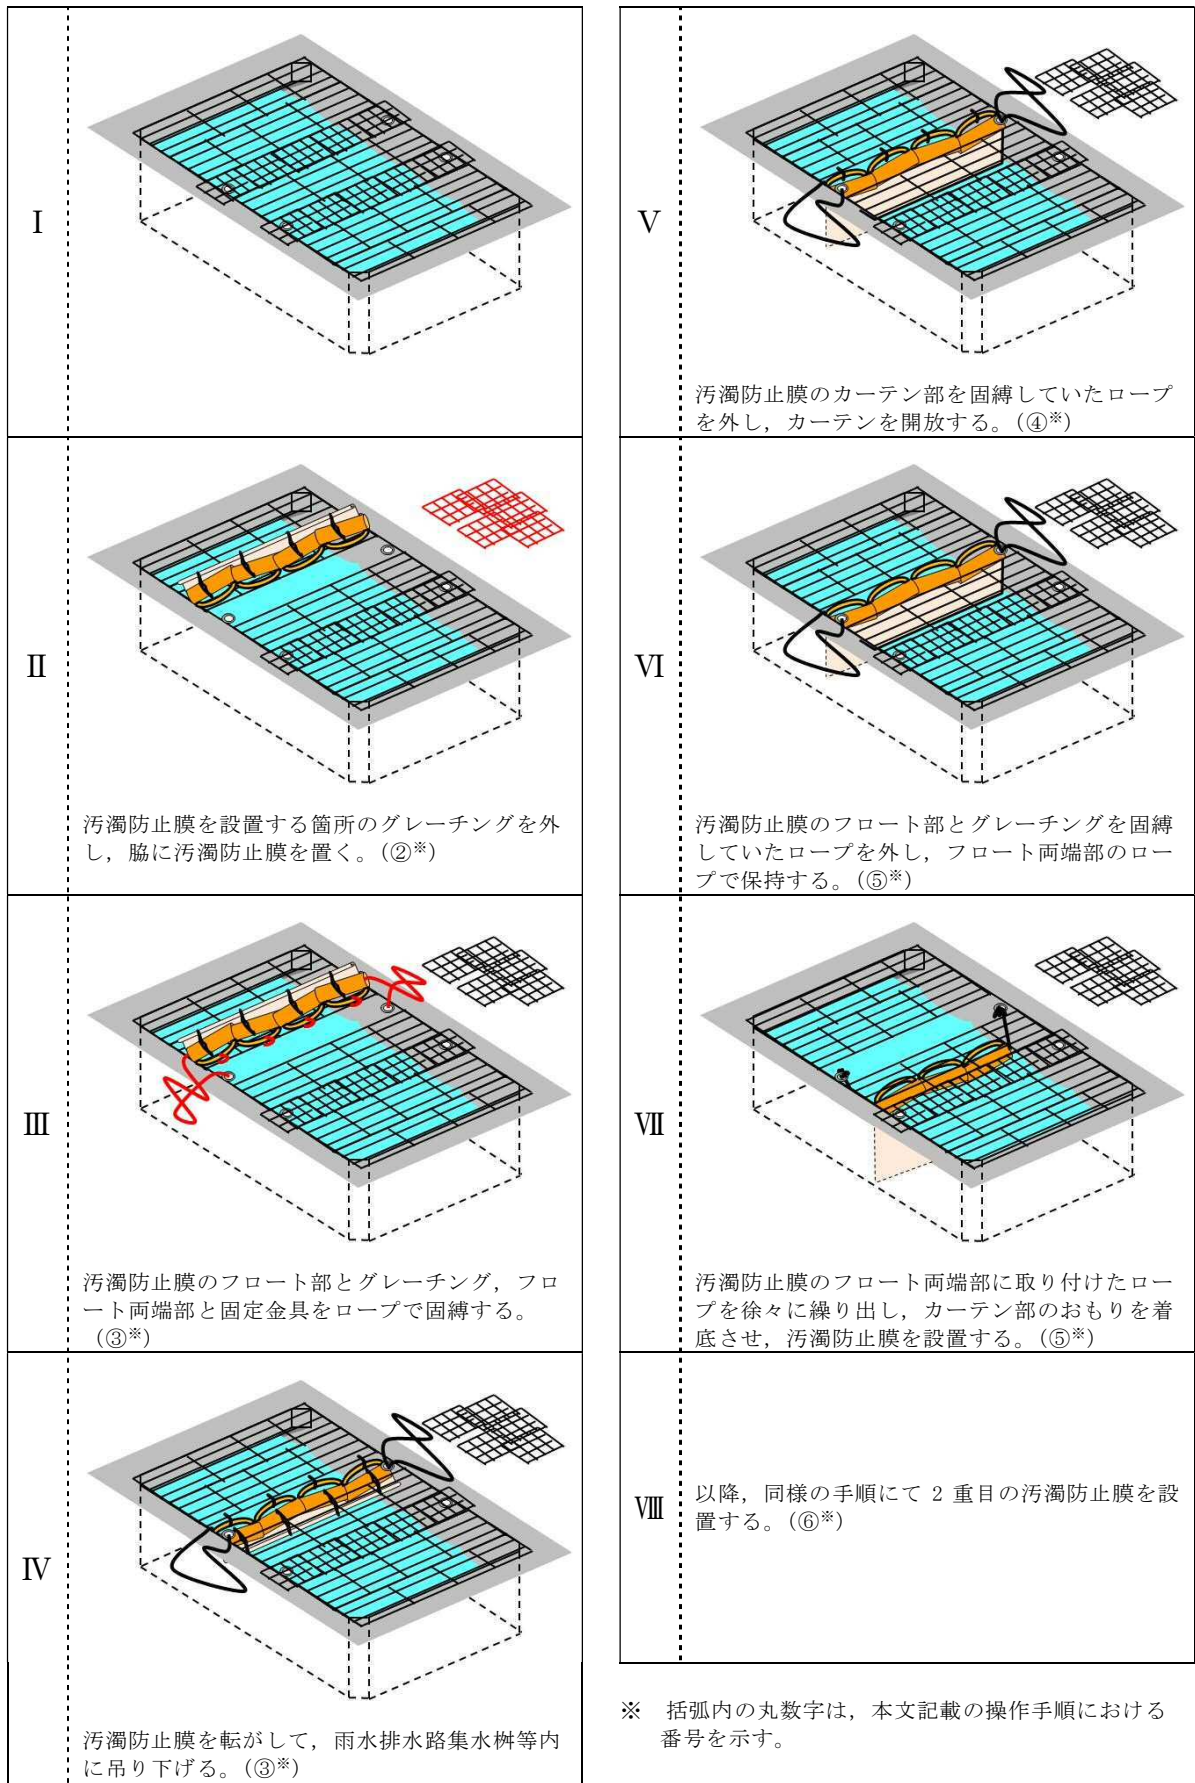 Ⅰ
Ⅱ
汚濁防止膜を設置する箇所のグレーチングを外
し，脇に汚濁防止膜を置く。（②※）
Ⅲ
汚濁防止膜のフロート部とグレーチング，フロ
ート両端部と固定金具をロープで固縛する。
（③※）
Ⅳ
汚濁防止膜を転がして，雨水排水路集水桝等内
に吊り下げる。（③※）
Ⅴ
汚濁防止膜のカーテン部を固縛していたロープ
を外し，カーテンを開放する。（④※）
Ⅵ
汚濁防止膜のフロート部とグレーチングを固縛
していたロープを外し，フロート両端部のロー
プで保持する。（⑤※）
Ⅶ
汚濁防止膜のフロート両端部に取り付けたロー
プを徐々に繰り出し，カーテン部のおもりを着
底させ，汚濁防止膜を設置する。（⑤※）
Ⅷ
以降，同様の手順にて 2 重目の汚濁防止膜を設
置する。（⑥※）
※　括弧内の丸数字は，本文記載の操作手順における
番号を示す。